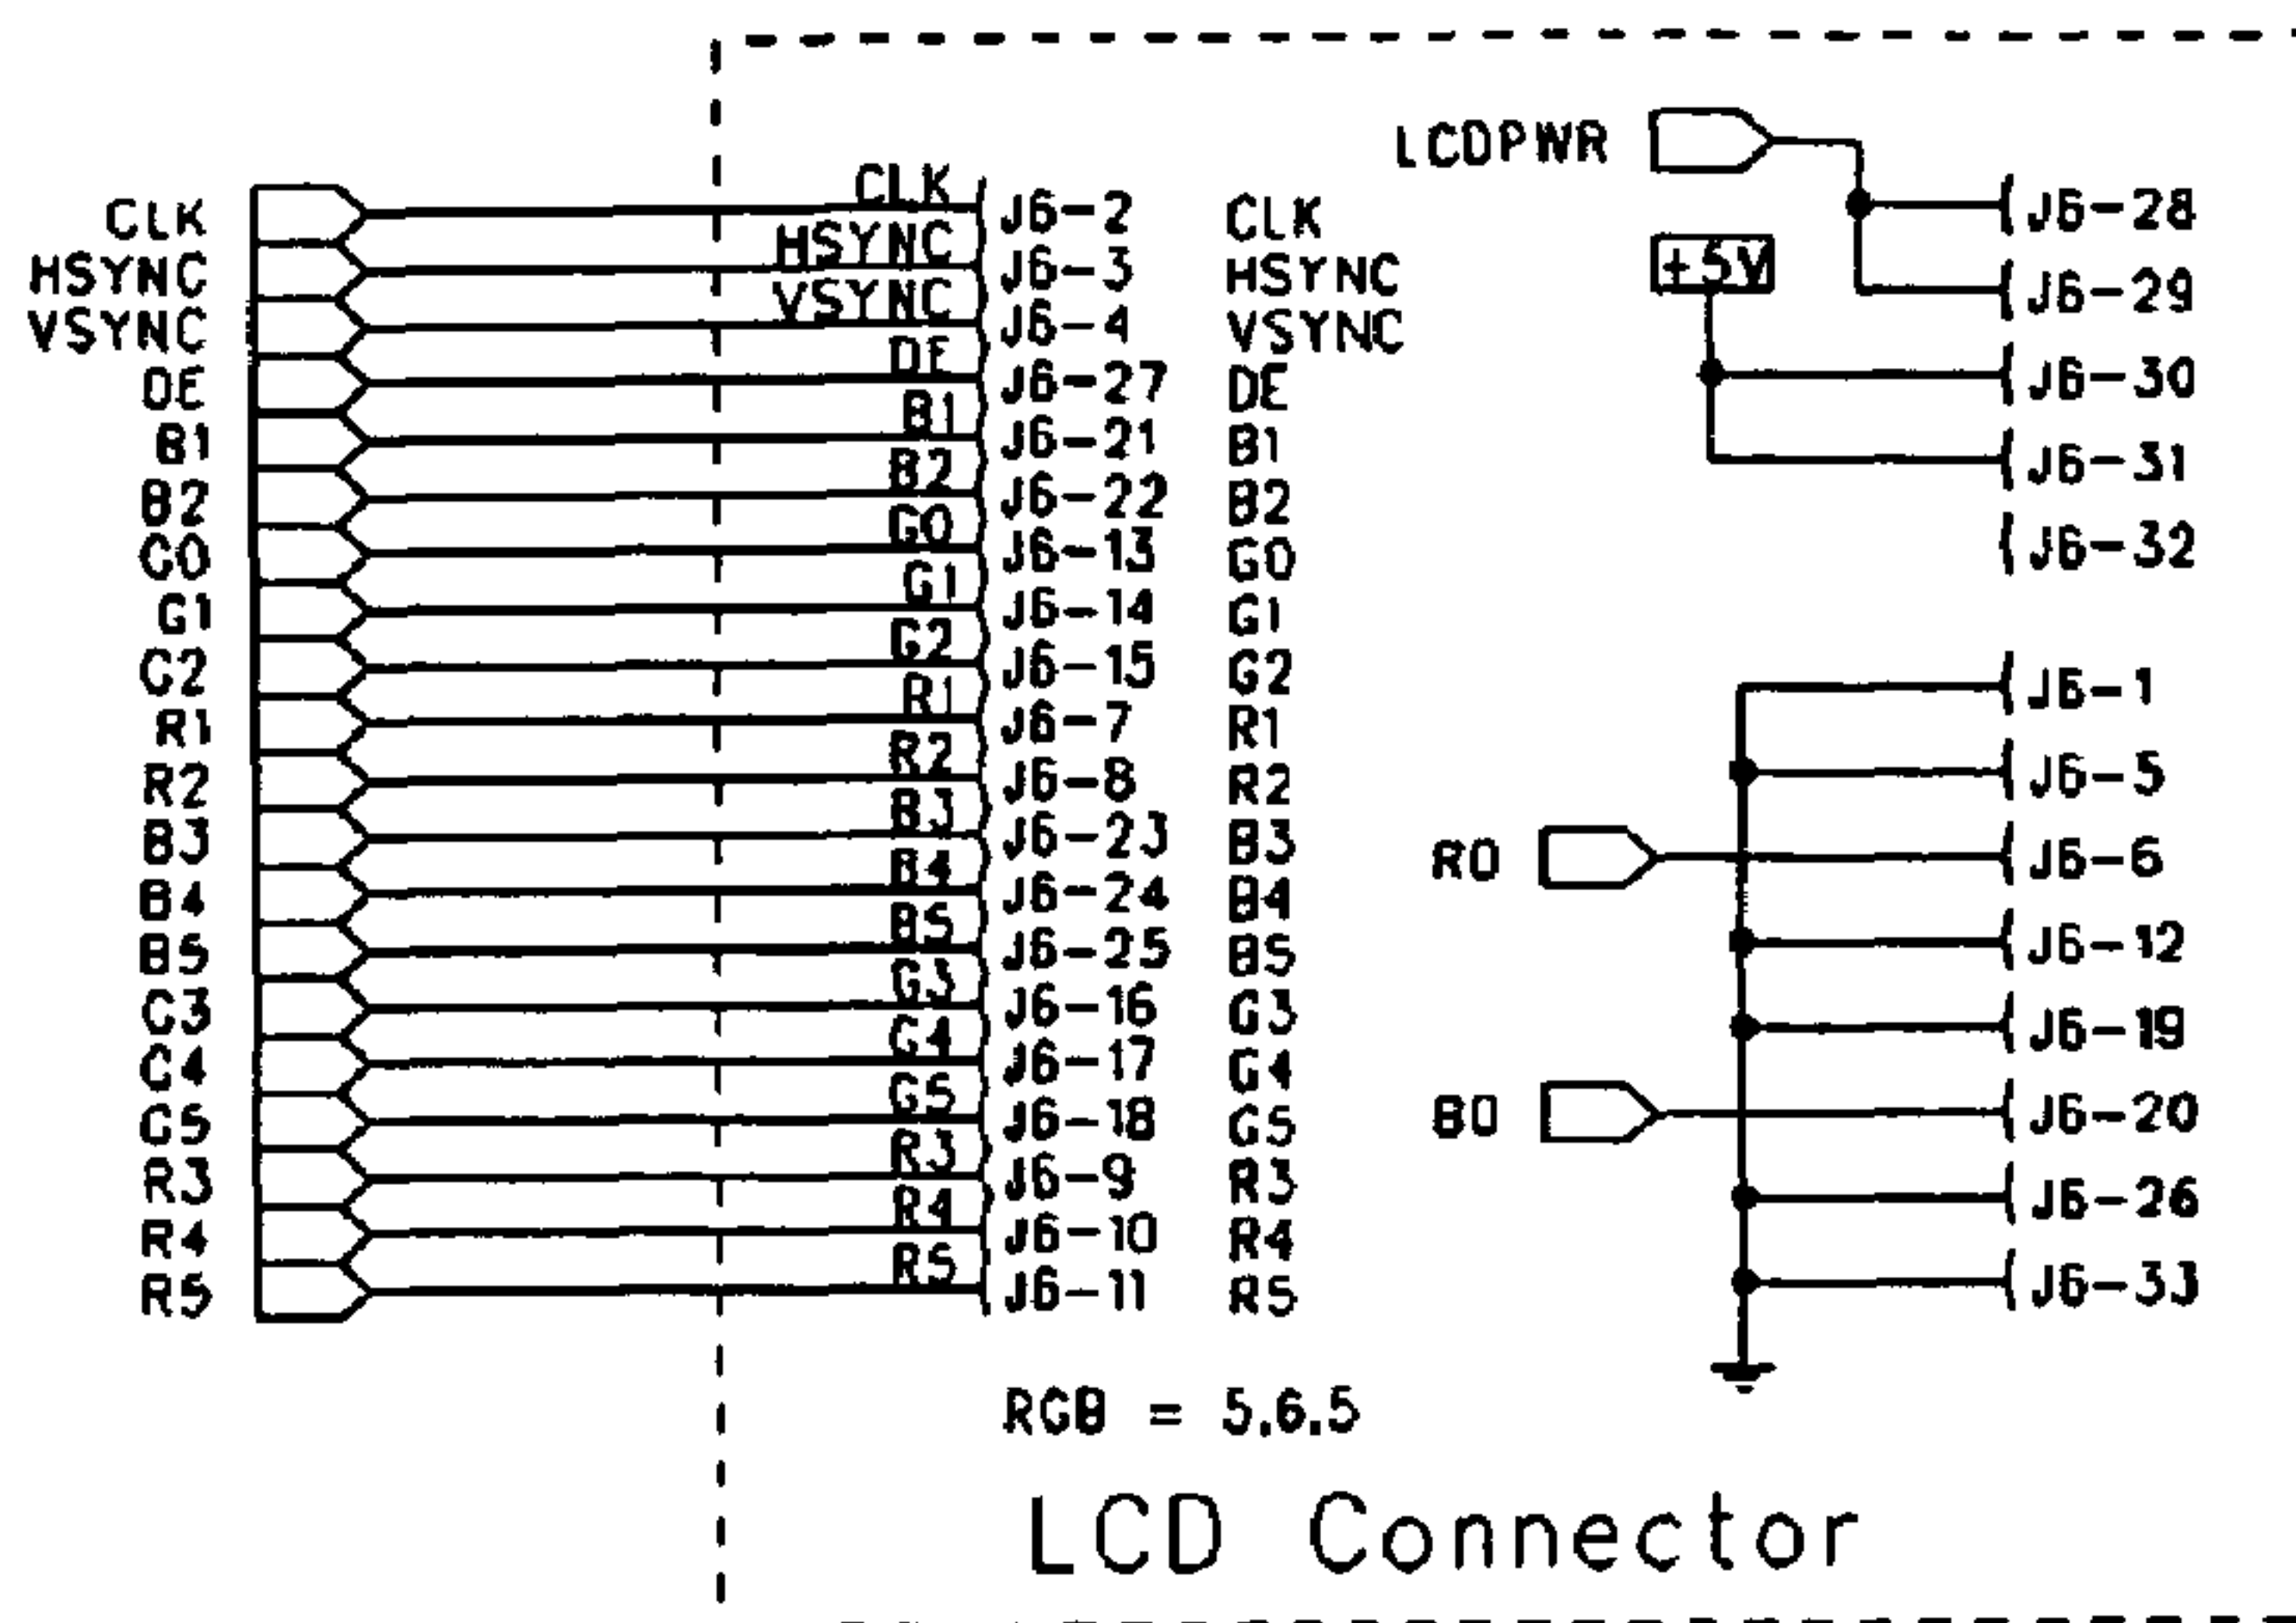 CLK CLK J6-2 CLK
HSYNC HSYNC J6-3 HSYNC
VSYNC VSYNC J6-4 VSYNC
DE DE J6-27 DE
B1 B1 J6-21 B1
B2 B2 J6-22 B2
G0 G0 J6-13 G0
G1 G1 J6-14 G1
G2 G2 J6-15 G2
R1 R1 J6-7 R1
R2 R2 J6-8 R2
B3 B3 J6-23 B3
B4 B4 J6-24 B4
B5 B5 J6-25 B5
G3 G3 J6-16 G3
G4 G4 J6-17 G4
G5 G5 J6-18 G5
R3 R3 J6-9 R3
R4 R4 J6-10 R4
R5 R5 J6-11 R5
LCDPWR
J6-28
+5V
J6-29
J6-30
J6-31
J6-32
J6-1
J6-5
R0 J6-6
J6-12
J6-19
B0 J6-20
J6-26
J6-33
RGB = 5.6.5
LCD Connector